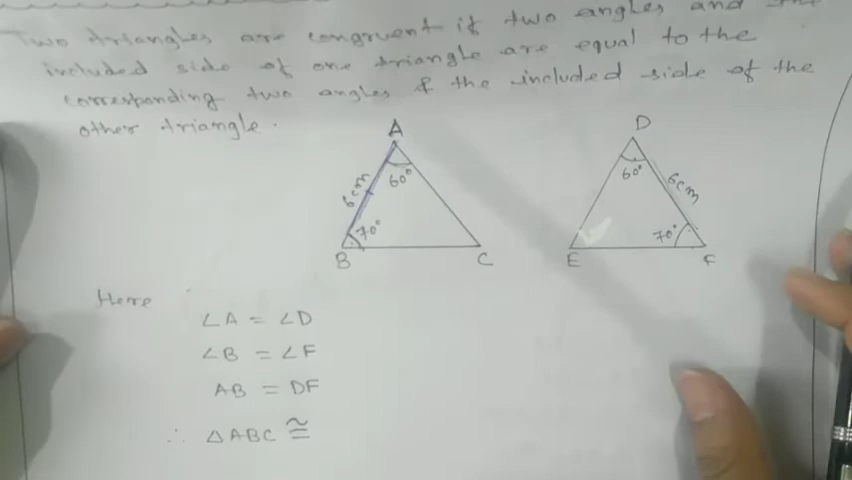 Two triangles are congruent if two angles and the
included side of one triangle are equal to the
corresponding two angles & the included side of the
other triangle.
A
D
60°
60°
6cm
6cm
70°
70°
B
C
E
F
Here
∠A = ∠D
∠B = ∠F
AB = DF
∴ △ABC ≅